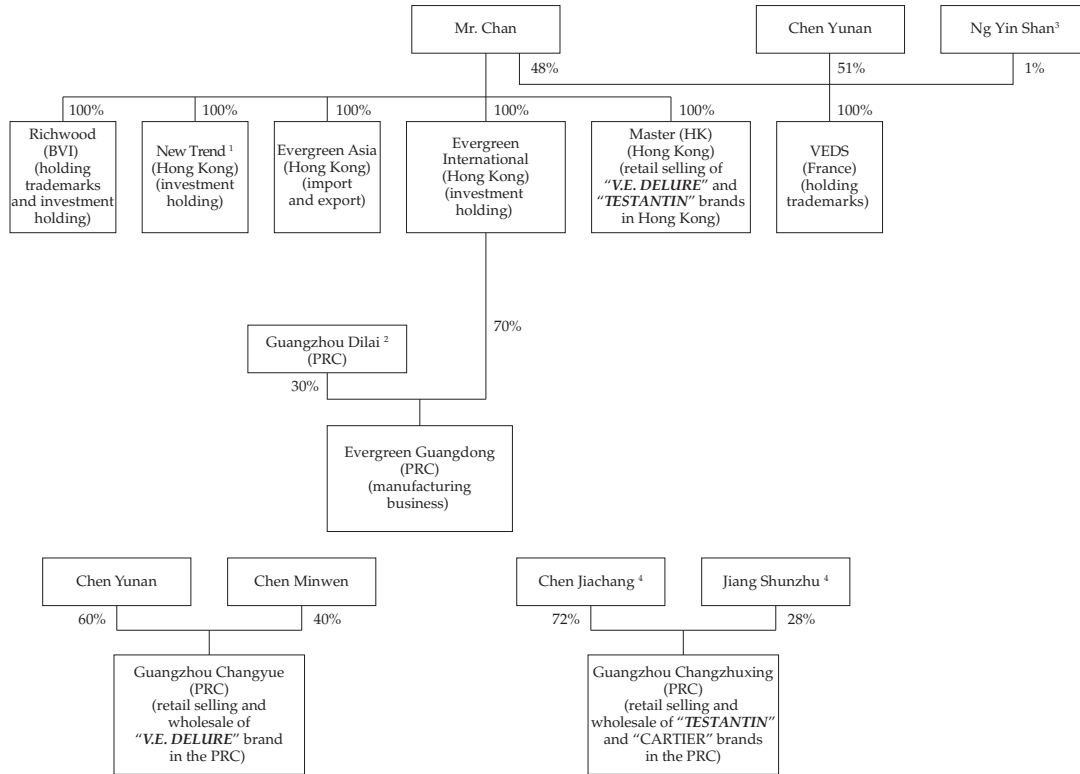 Mr. Chan
Chen Yunan
Ng Yin Shan³
48%
51%
1%
100%
100%
100%
100%
100%
100%
Richwood
(BVI)
(holding
trademarks
and investment
holding)
New Trend ¹
(Hong Kong)
(investment
holding)
Evergreen Asia
(Hong Kong)
(import
and export)
Evergreen
International
(Hong Kong)
(investment
holding)
Master (HK)
(Hong Kong)
(retail selling of
“V.E. DELURE” and
“TESTANTIN” brands
in Hong Kong)
VEDS
(France)
(holding
trademarks)
70%
Guangzhou Dilai ²
(PRC)
30%
Evergreen Guangdong
(PRC)
(manufacturing
business)
Chen Yunan
Chen Minwen
60%
40%
Guangzhou Changyue
(PRC)
(retail selling and
wholesale of
“V.E. DELURE” brand
in the PRC)
Chen Jiachang ⁴
Jiang Shunzhu ⁴
72%
28%
Guangzhou Changzhuxing
(PRC)
(retail selling and
wholesale of “TESTANTIN”
and “CARTIER” brands
in the PRC)